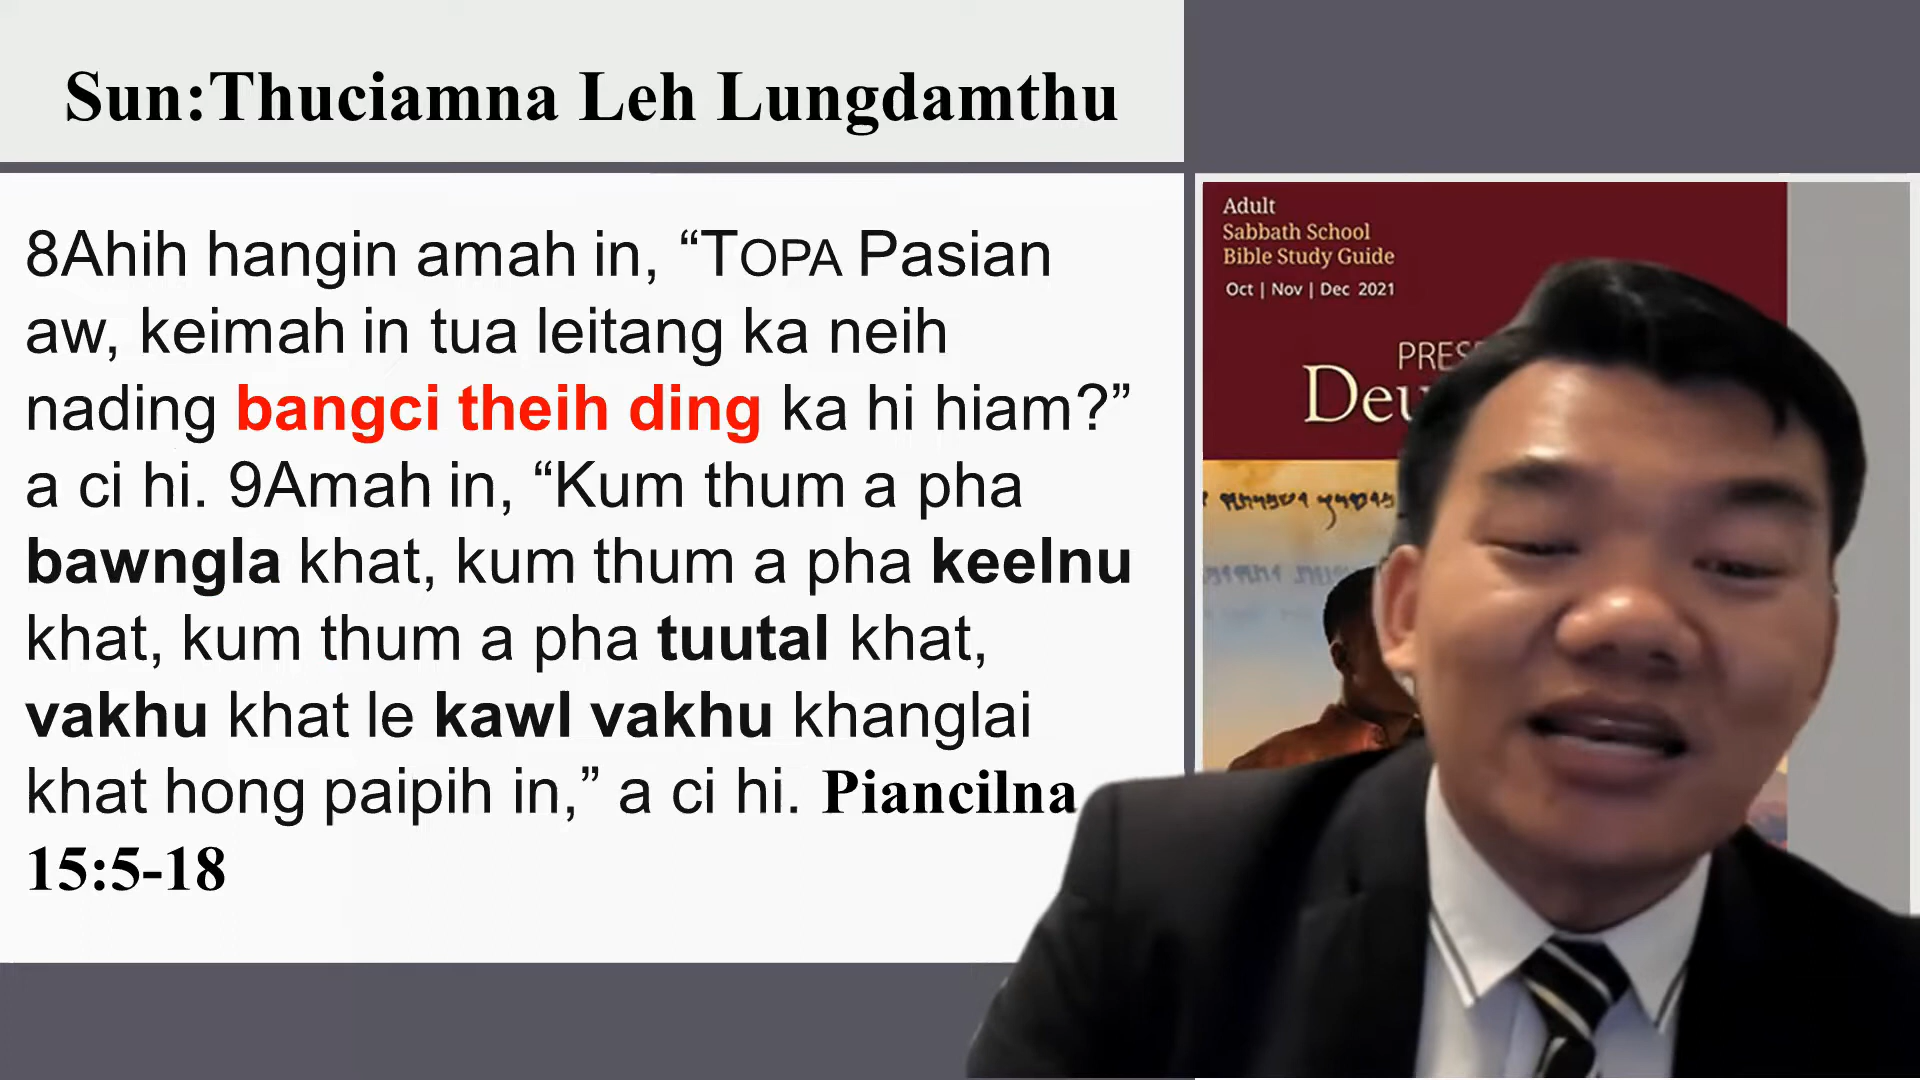 Sun:Thuciamna Leh Lungdamthu
8Ahih hangin amah in, “TOPA Pasian
aw, keimah in tua leitang ka neih
nading bangci theih ding ka hi hiam?”
a ci hi. 9Amah in, “Kum thum a pha
bawngla khat, kum thum a pha keelnu
khat, kum thum a pha tuutal khat,
vakhu khat le kawl vakhu khanglai
khat hong paipih in,” a ci hi. Piancilna
15:5-18
Adult
Sabbath School
Bible Study Guide
Oct | Nov | Dec 2021